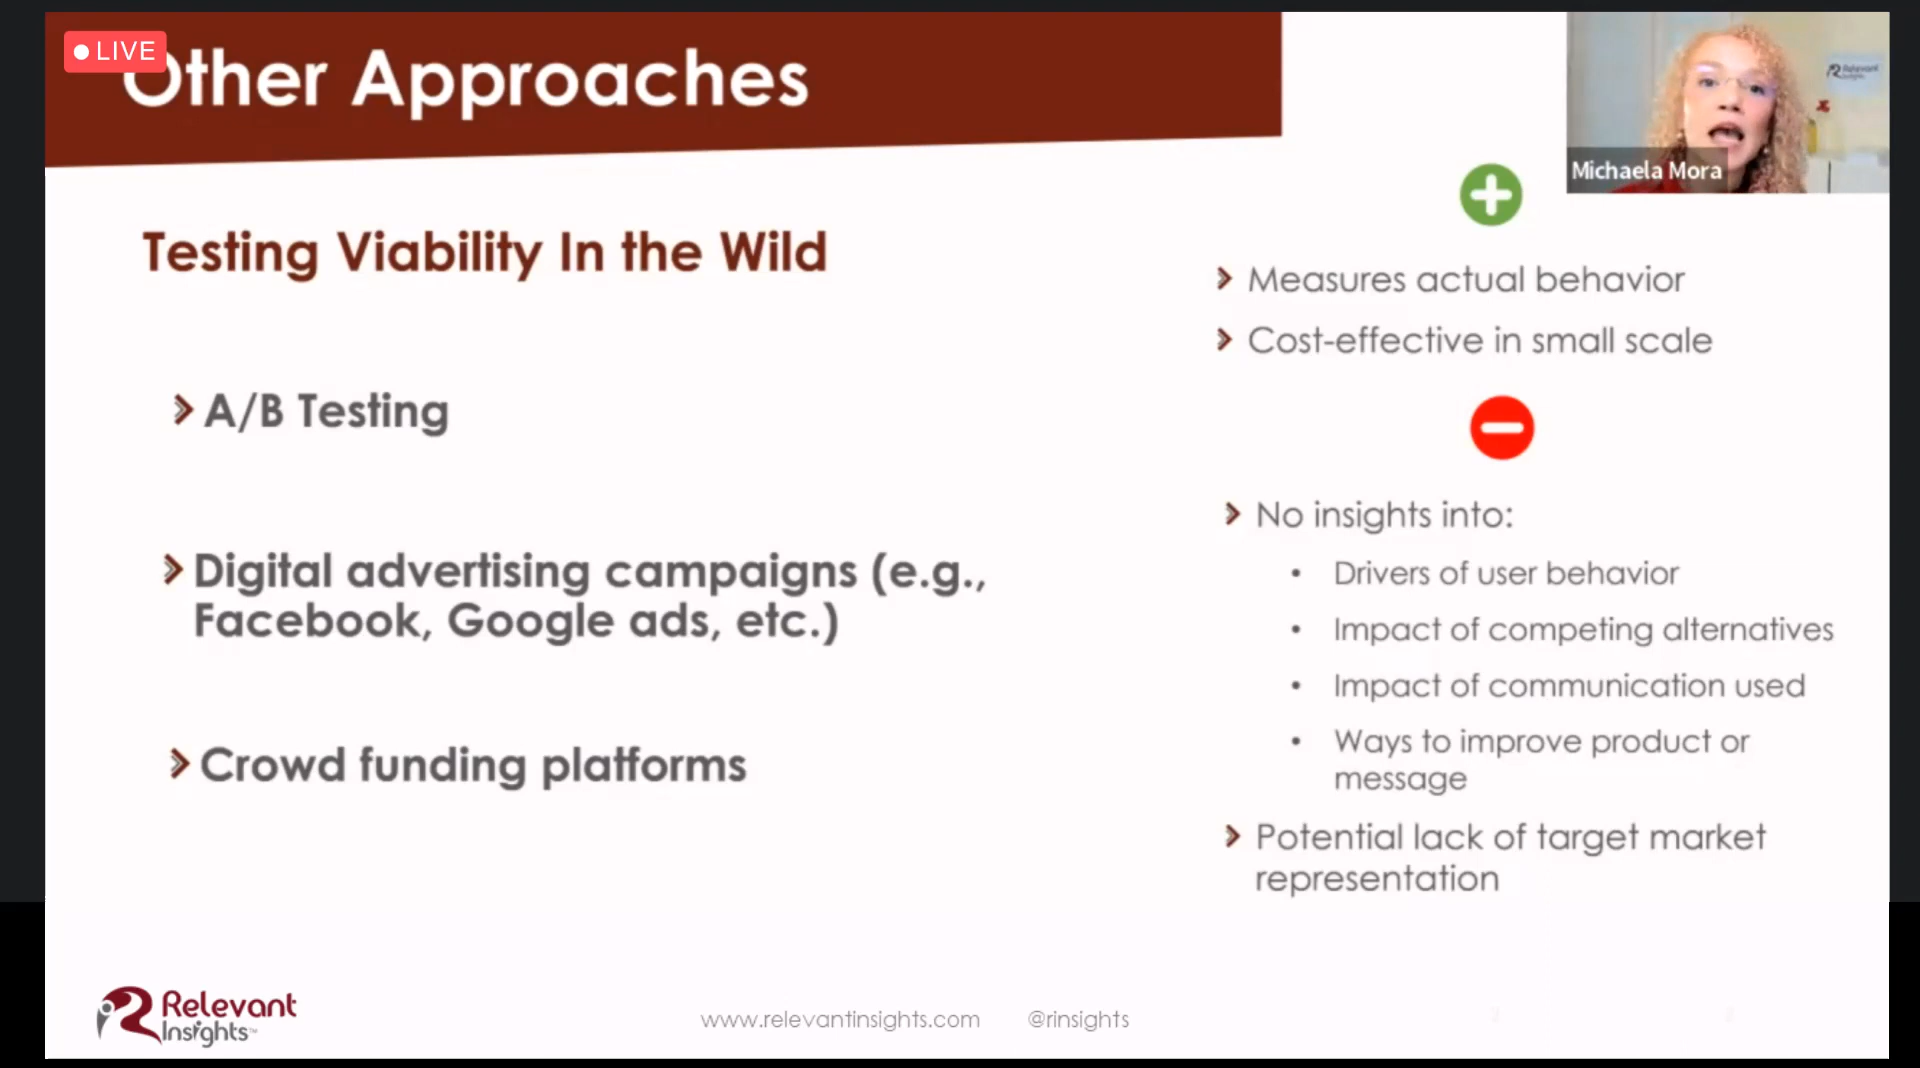 LIVE
Other Approaches
Relevant
Insights
Michaela Mora
Testing Viability In the Wild
A/B Testing
Digital advertising campaigns (e.g.,
Facebook, Google ads, etc.)
Crowd funding platforms
Measures actual behavior
Cost-effective in small scale
No insights into:
• Drivers of user behavior
• Impact of competing alternatives
• Impact of communication used
• Ways to improve product or
message
Potential lack of target market
representation
Relevant
Insights™
www.relevantinsights.com @rinsights